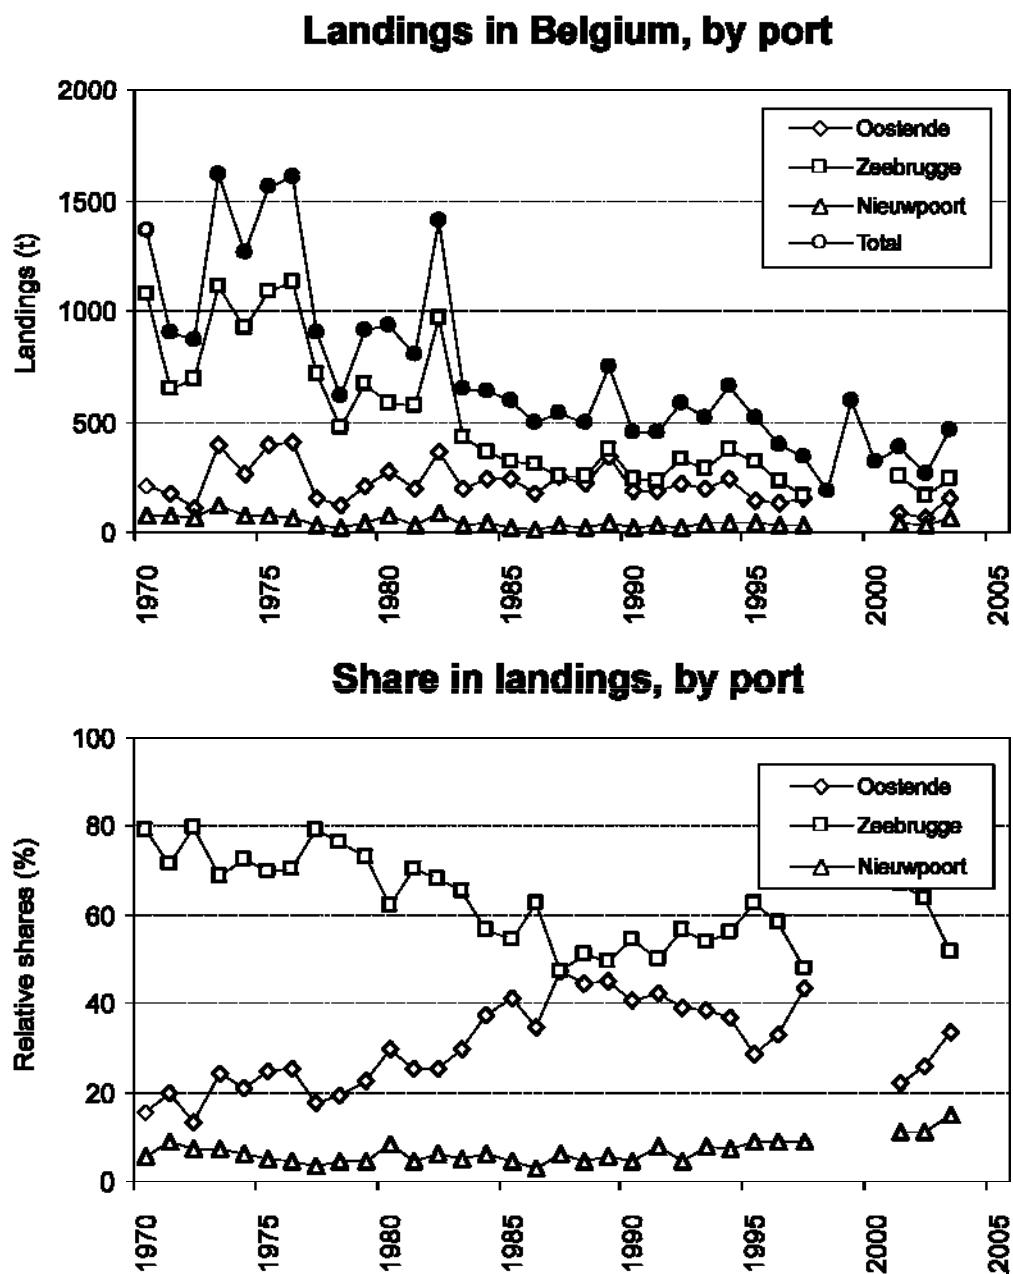 Landings in Belgium, by port
2000
1500
1000
500
0
Landings (t)
Oostende
Zeebrugge
Nieuwpoort
Total
1970
1975
1980
1985
1990
1995
2000
2005
Share in landings, by port
100
80
60
40
20
0
Relative shares (%)
Oostende
Zeebrugge
Nieuwpoort
1970
1975
1980
1985
1990
1995
2000
2005